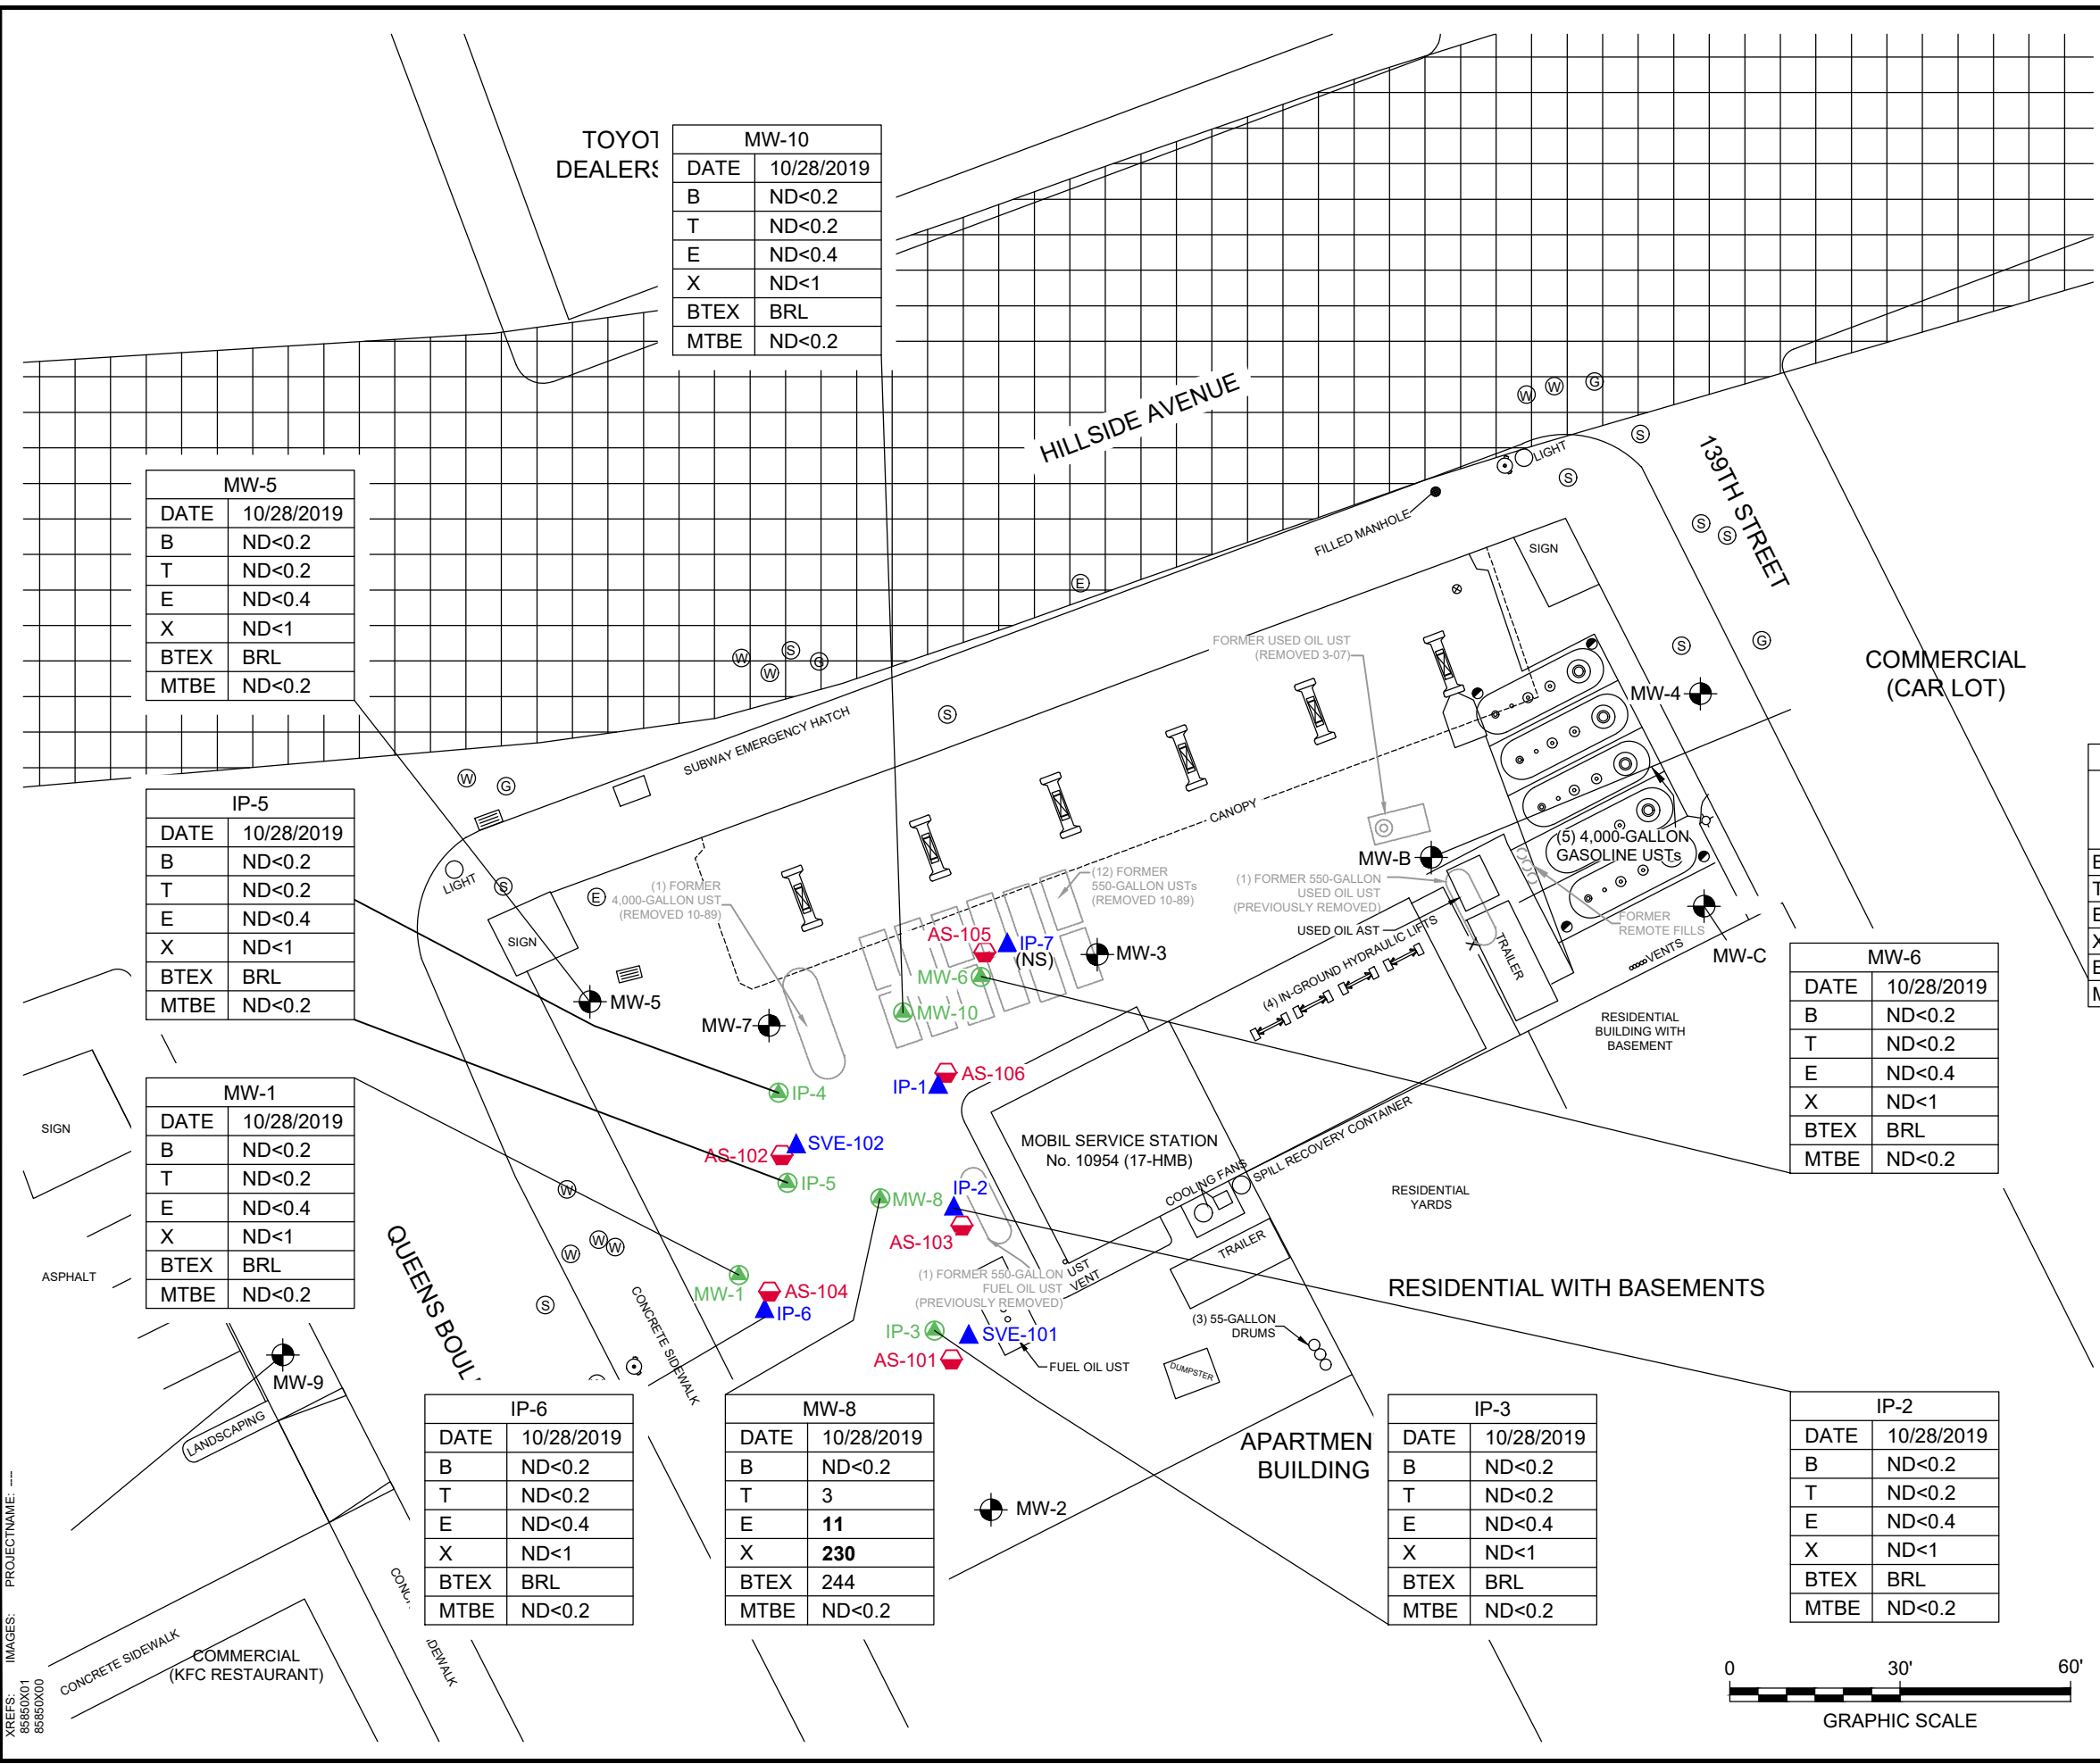 TOYOT
DEALERS
MW-10
DATE 10/28/2019
B ND<0.2
T ND<0.2
E ND<0.4
X ND<1
BTEX BRL
MTBE ND<0.2
HILLSIDE AVENUE
W W G
S
LIGHT
S
139TH STREET
S
S
FILLED MANHOLE
SIGN
MW-5
DATE 10/28/2019
B ND<0.2
T ND<0.2
E ND<0.4
X ND<1
BTEX BRL
MTBE ND<0.2
E
W W S G
FORMER USED OIL UST
(REMOVED 3-07)
S G
COMMERCIAL
(CAR LOT)
MW-4
S
SUBWAY EMERGENCY HATCH
W G
CANOPY
IP-5
DATE 10/28/2019
B ND<0.2
T ND<0.2
E ND<0.4
X ND<1
BTEX BRL
MTBE ND<0.2
LIGHT
S
E
SIGN
(1) FORMER
4,000-GALLON UST
(REMOVED 10-89)
(12) FORMER
550-GALLON USTs
(REMOVED 10-89)
MW-B
(5) 4,000-GALLON
GASOLINE USTs
(1) FORMER 550-GALLON
USED OIL UST
(PREVIOUSLY REMOVED)
USED OIL AST
FORMER
REMOTE FILLS
TRAILER
VENTS
MW-C
(4) IN-GROUND HYDRAULIC LIFTS
X
AS-105
IP-7
(NS)
MW-3
MW-6
MW-10
MW-5
MW-7
RESIDENTIAL
BUILDING WITH
BASEMENT
MW-6
DATE 10/28/2019
B ND<0.2
T ND<0.2
E ND<0.4
X ND<1
BTEX BRL
MTBE ND<0.2
E
T
E
X
E
M
AS-106
IP-1
IP-4
SIGN
MW-1
DATE 10/28/2019
B ND<0.2
T ND<0.2
E ND<0.4
X ND<1
BTEX BRL
MTBE ND<0.2
ASPHALT
SVE-102
AS-102
IP-5
MW-8
IP-2
AS-103
MOBIL SERVICE STATION
No. 10954 (17-HMB)
COOLING FANS
SPILL RECOVERY CONTAINER
RESIDENTIAL
YARDS
TRAILER
UST
VENT
(1) FORMER 550-GALLON
FUEL OIL UST
(PREVIOUSLY REMOVED)
RESIDENTIAL WITH BASEMENTS
W
W W W
S
QUEENS BOUL
CONCRETE SIDEWALK
MW-1
AS-104
IP-6
IP-3
SVE-101
AS-101
FUEL OIL UST
(3) 55-GALLON
DRUMS
DUMPSTER
MW-9
LANDSCAPING
IP-6
DATE 10/28/2019
B ND<0.2
T ND<0.2
E ND<0.4
X ND<1
BTEX BRL
MTBE ND<0.2
MW-8
DATE 10/28/2019
B ND<0.2
T 3
E 11
X 230
BTEX 244
MTBE ND<0.2
MW-2
APARTMEN
BUILDING
IP-3
DATE 10/28/2019
B ND<0.2
T ND<0.2
E ND<0.4
X ND<1
BTEX BRL
MTBE ND<0.2
IP-2
DATE 10/28/2019
B ND<0.2
T ND<0.2
E ND<0.4
X ND<1
BTEX BRL
MTBE ND<0.2
CONCRETE SIDEWALK
COMMERCIAL
(KFC RESTAURANT)
0 30' 60'
GRAPHIC SCALE
XREFS: IMAGES: PROJECTNAME: ----
85850X01
85850X00